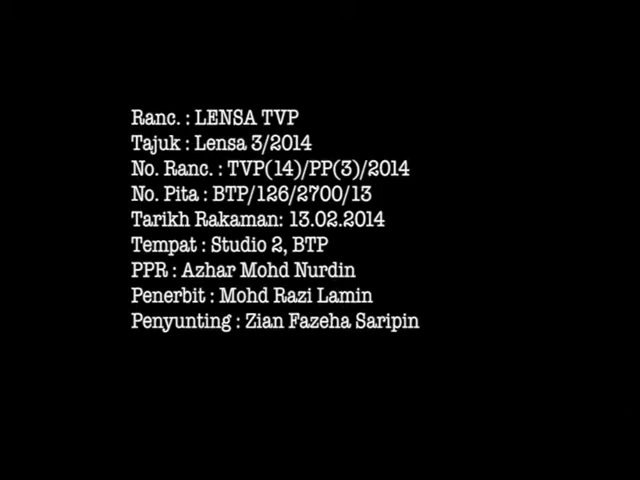 Ranc. : LENSA TVP
Tajuk : Lensa 3/2014
No. Ranc. : TVP(14)/PP(3)/2014
No. Pita : BTP/126/2700/13
Tarikh Rakaman: 13.02.2014
Tempat : Studio 2, BTP
PPR : Azhar Mohd Nurdin
Penerbit : Mohd Razi Lamin
Penyunting : Zian Fazeha Saripin